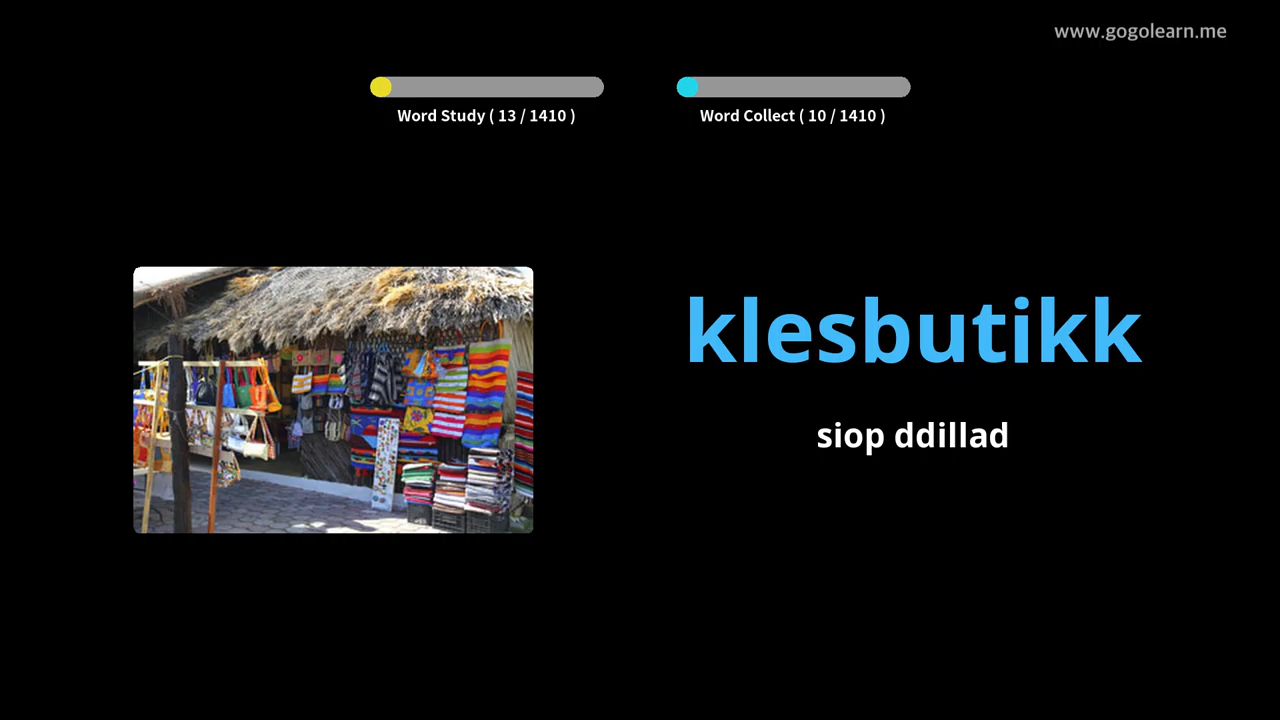 www.gogolearn.me
Word Study ( 13 / 1410 )
Word Collect ( 10 / 1410 )
klesbutikk
siop ddillad